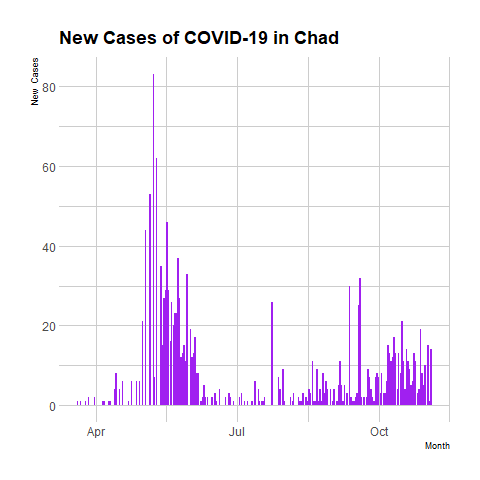 New Cases of COVID-19 in Chad
New Cases
80
60
40
20
0
Apr
Jul
Oct
Month